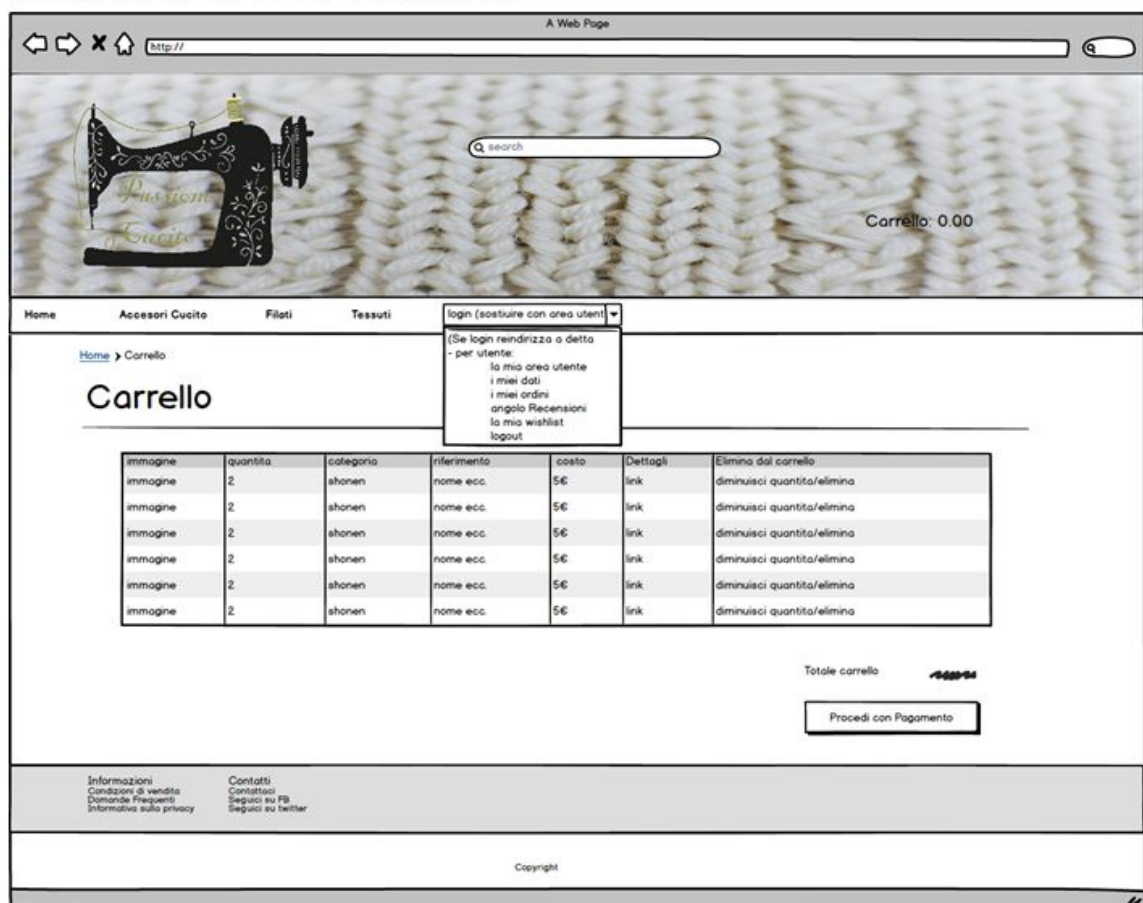 A Web Page
http://
search
Passione
Cucito
Carrello: 0.00
Home Accesori Cucito Filati Tessuti login (sostiuire con area utent
(Se login reindirizza a detta
- per utente:
la mia area utente
i miei dati
i miei ordini
angolo Recensioni
la mia wishlist
logout
Home Carrello
Carrello
immagine quantita categoria riferimento costo Dettagli Elimina dal carrello
immagine 2 shonen nome ecc. 5€ link diminuisci quantita/elimina
immagine 2 shonen nome ecc. 5€ link diminuisci quantita/elimina
immagine 2 shonen nome ecc. 5€ link diminuisci quantita/elimina
immagine 2 shonen nome ecc. 5€ link diminuisci quantita/elimina
immagine 2 shonen nome ecc. 5€ link diminuisci quantita/elimina
immagine 2 shonen nome ecc. 5€ link diminuisci quantita/elimina
Totale carrello
Procedi con Pagamento
Informazioni
Condizioni di vendita
Domande Frequenti
Informativa sulla privacy
Contatti
Contattaci
Seguici su FB
Seguici su twitter
Copyright